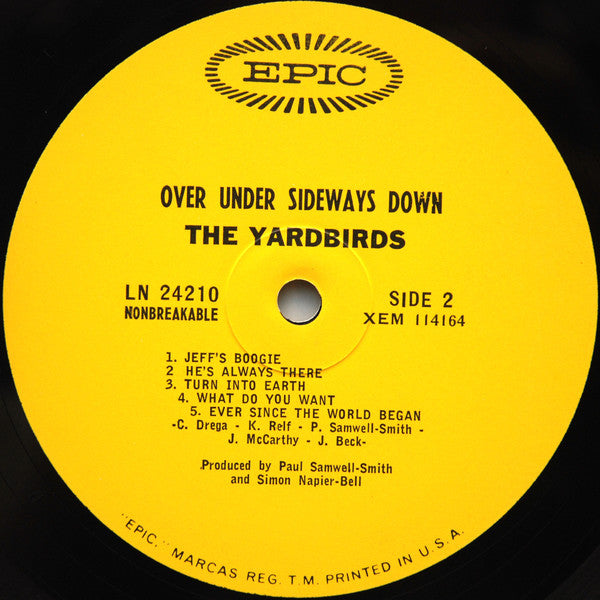 EPIC
OVER UNDER SIDEWAYS DOWN
THE YARDBIRDS
LN 24210
NONBREAKABLE
SIDE 2
XEM 114164
1. JEFF'S BOOGIE
2 HE'S ALWAYS THERE
3. TURN INTO EARTH
4. WHAT DO YOU WANT
5. EVER SINCE THE WORLD BEGAN
-C. Drega - K. Relf - P. Samwell-Smith -
J. McCarthy - J. Beck-
Produced by Paul Samwell-Smith
and Simon Napier-Bell
"EPIC," MARCAS REG. T.M. PRINTED IN U.S.A.